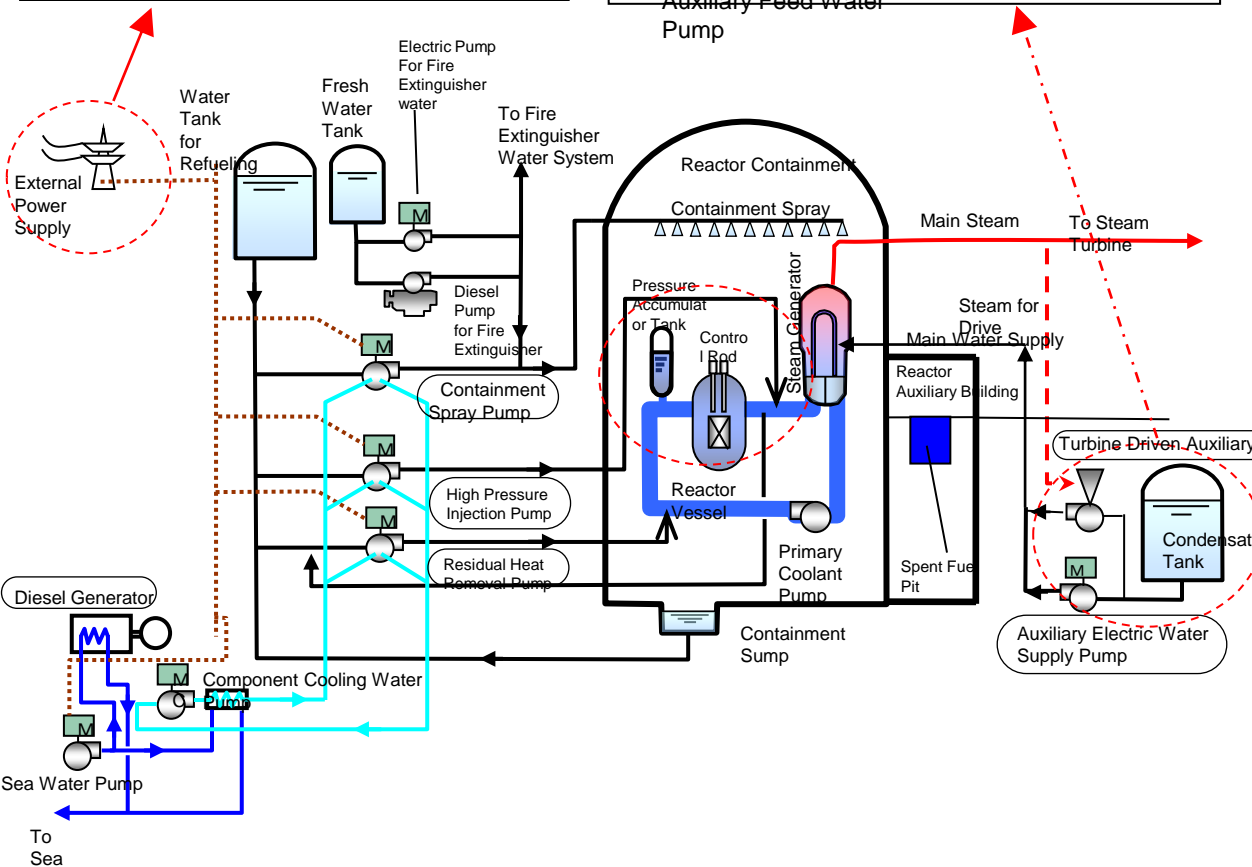 Auxiliary Feed Water
Pump
Electric Pump
For Fire
Extinguisher
water
Water
Tank
for
Refueling
Fresh
Water
Tank
To Fire
Extinguisher
Water System
External
Power
Supply
Reactor Containment
Containment Spray
Main Steam
To Steam
Turbine
M
Diesel
Pump
for Fire
Extinguisher
Pressure
Accumulat
or Tank
Contro
l Rod
Steam Generator
Steam for
Drive
Main Water Supply
Reactor
Auxiliary Building
M
Containment
Spray Pump
Turbine Driven Auxiliary
M
High Pressure
Injection Pump
Reactor
Vessel
M
Residual Heat
Removal Pump
Primary
Coolant
Pump
Spent Fuel
Pit
Condensat
Tank
M
Diesel Generator
Containment
Sump
Auxiliary Electric Water
Supply Pump
M
Component Cooling Water
Pump
M
Sea Water Pump
To
Sea